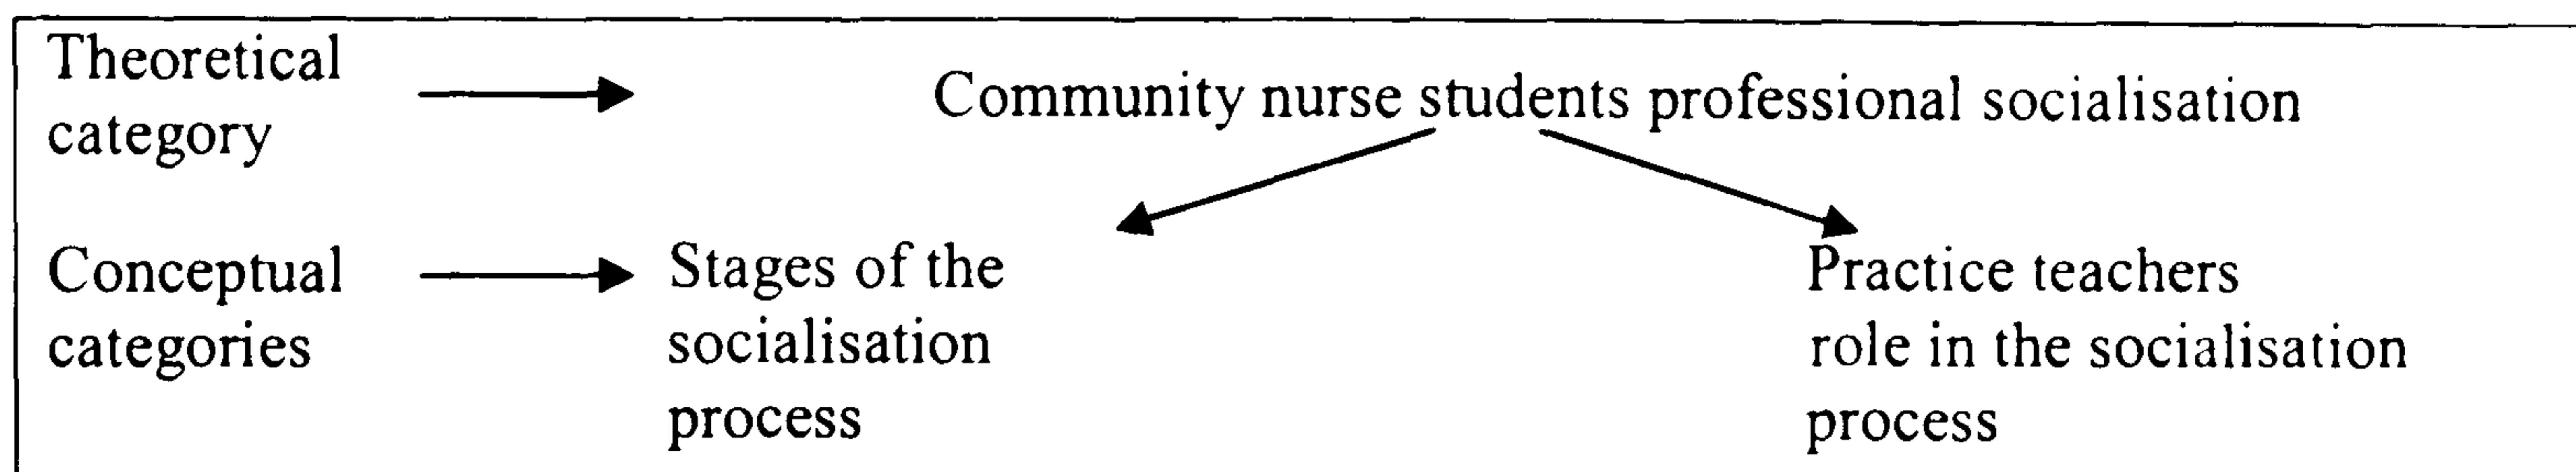 Theoretical
category
Community nurse students professional socialisation
Conceptual
categories
Stages of the
socialisation
process
Practice teachers
role in the socialisation
process